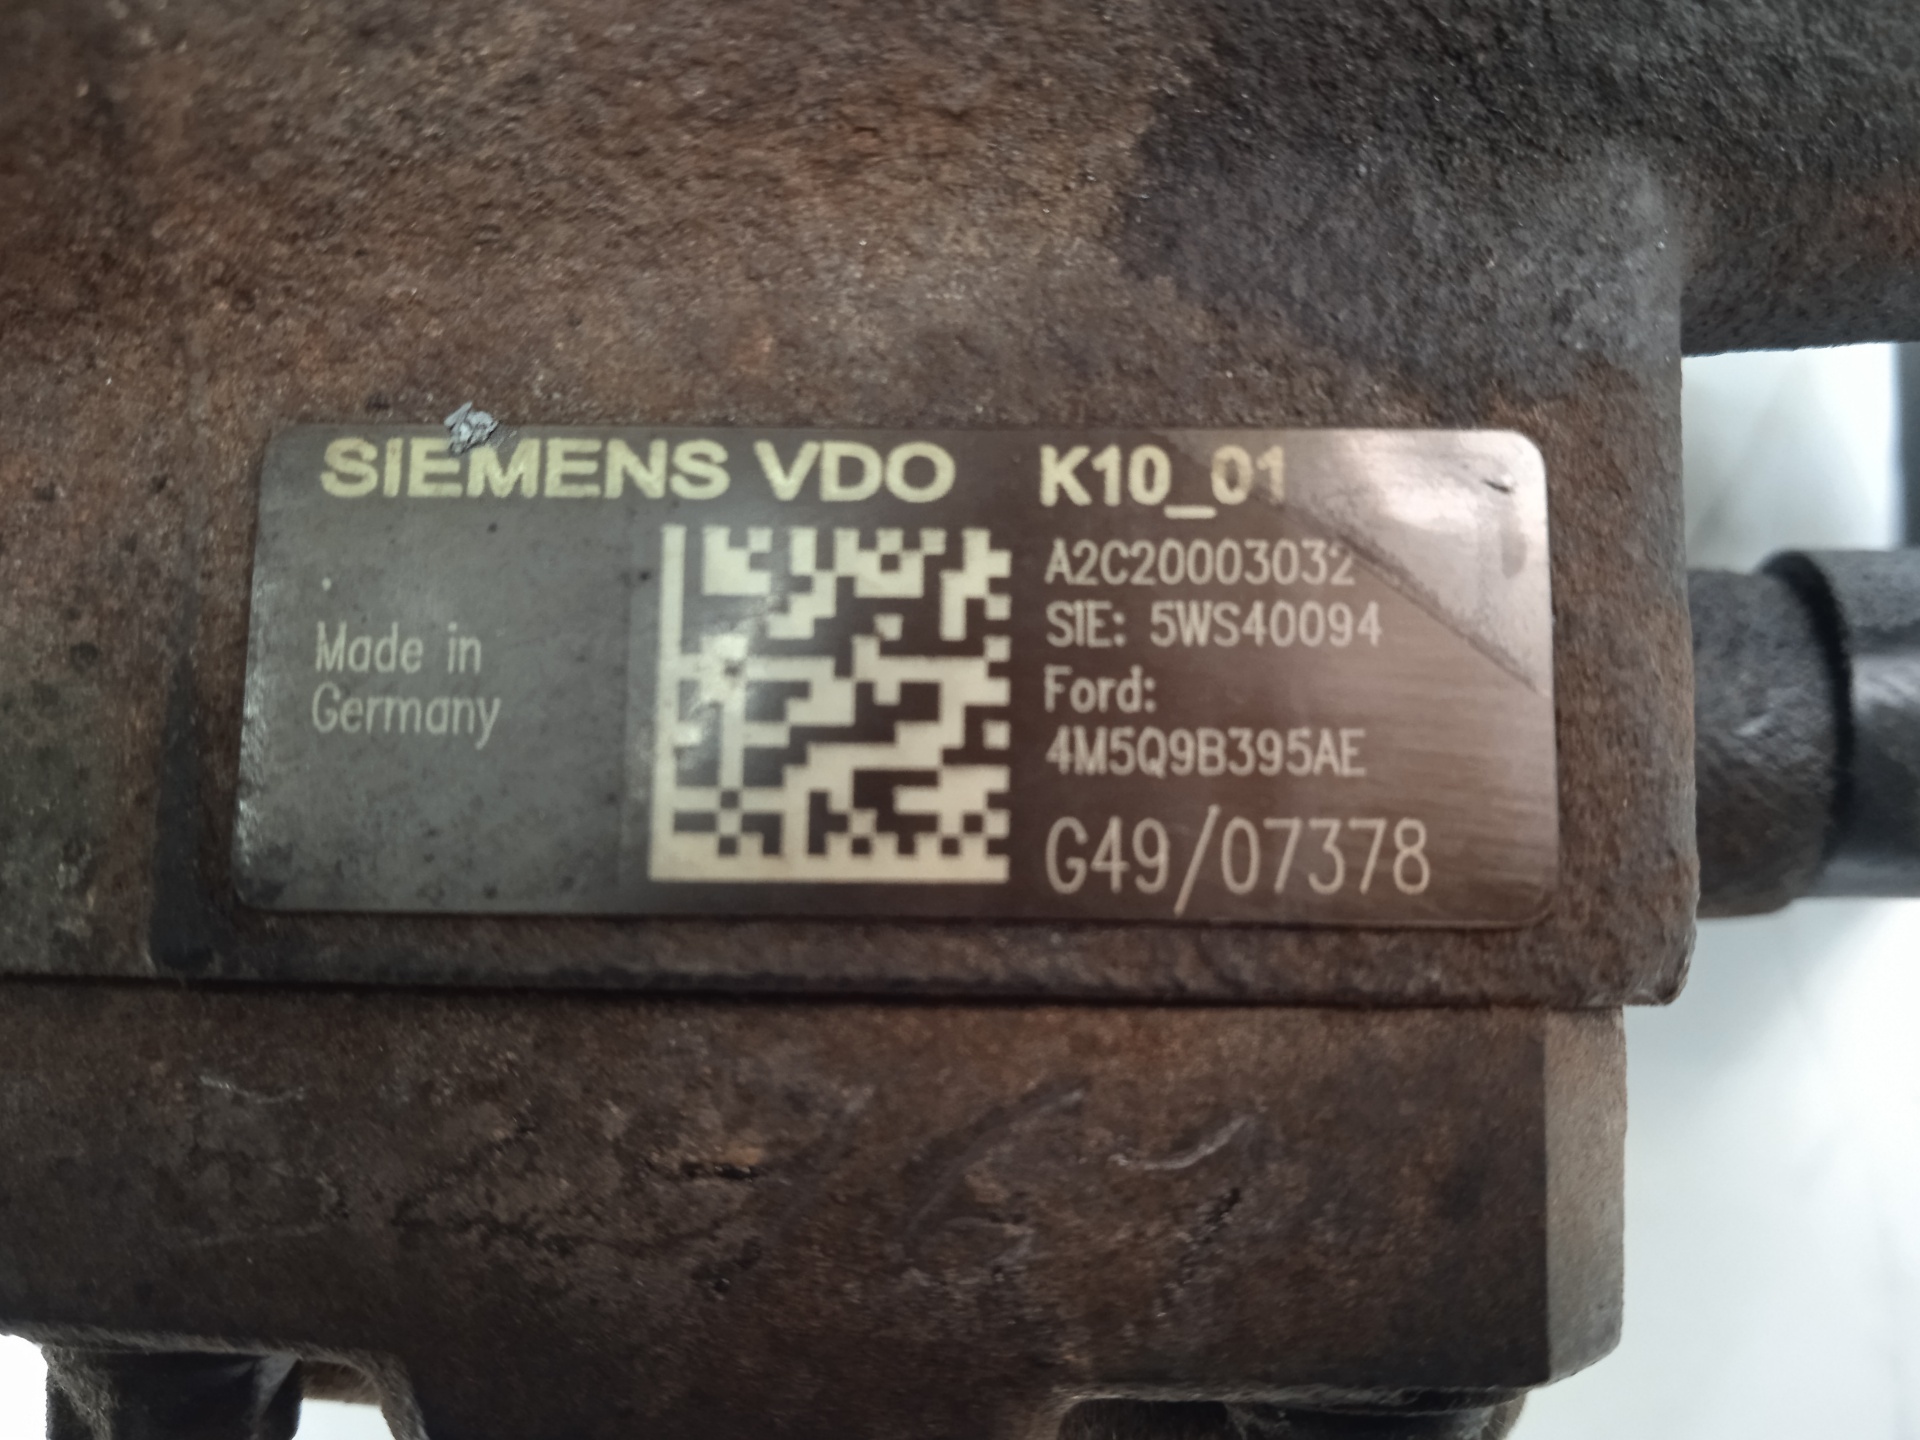 SIEMENS VDO K10_01
A2C20003032
SIE: 5WS40094
Ford:
4M5Q9B395AE
G49/07378
Made in
Germany